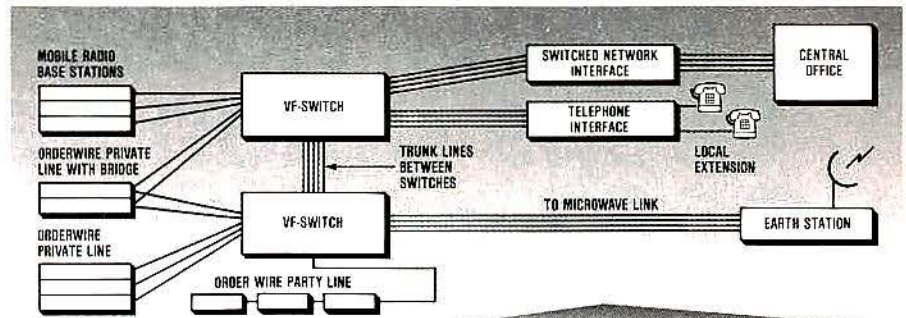 MOBILE RADIO
BASE STATIONS
VF-SWITCH
SWITCHED NETWORK
INTERFACE
CENTRAL
OFFICE
TELEPHONE
INTERFACE
LOCAL
EXTENSION
ORDERWIRE PRIVATE
LINE WITH BRIDGE
TRUNK LINES
BETWEEN
SWITCHES
VF-SWITCH
TO MICROWAVE LINK
EARTH STATION
ORDERWIRE
PRIVATE LINE
ORDER WIRE PARTY LINE